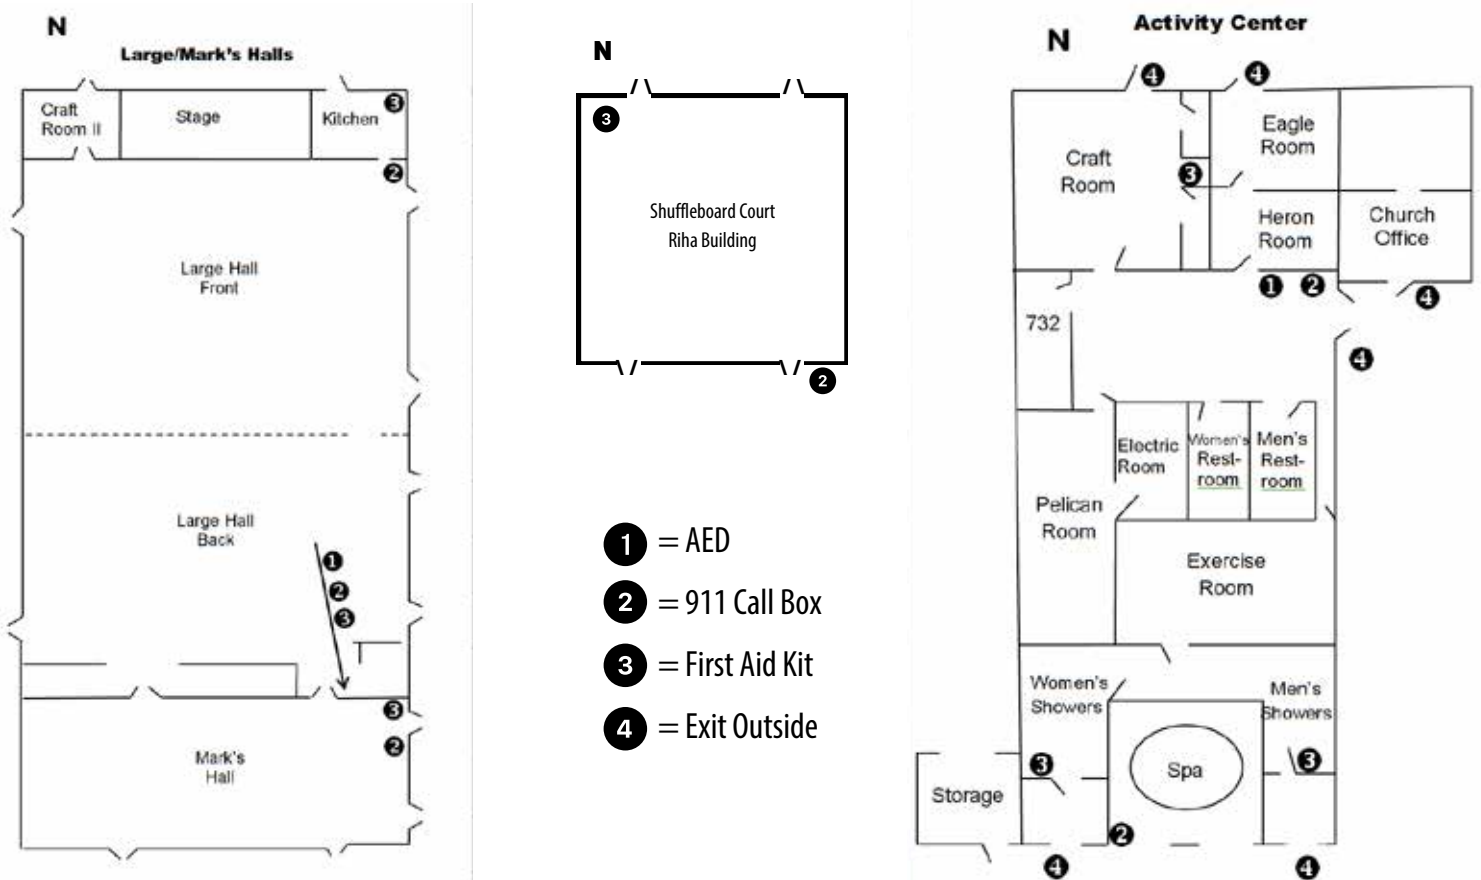 N
Large/Mark's Halls
Craft
Room II
Stage
Kitchen
3
2
Large Hall
Front
Large Hall
Back
1
2
3
3
2
Mark's
Hall
N
3
Shuffleboard Court
Riha Building
2
1 = AED
2 = 911 Call Box
3 = First Aid Kit
4 = Exit Outside
Activity Center
N
4
4
Craft
Room
3
Eagle
Room
Heron
Room
Church
Office
1
2
4
732
4
Electric
Room
Women's
Rest-
room
Men's
Rest-
room
Pelican
Room
Exercise
Room
Women's
Showers
Men's
Showers
3
Spa
3
Storage
2
4
4